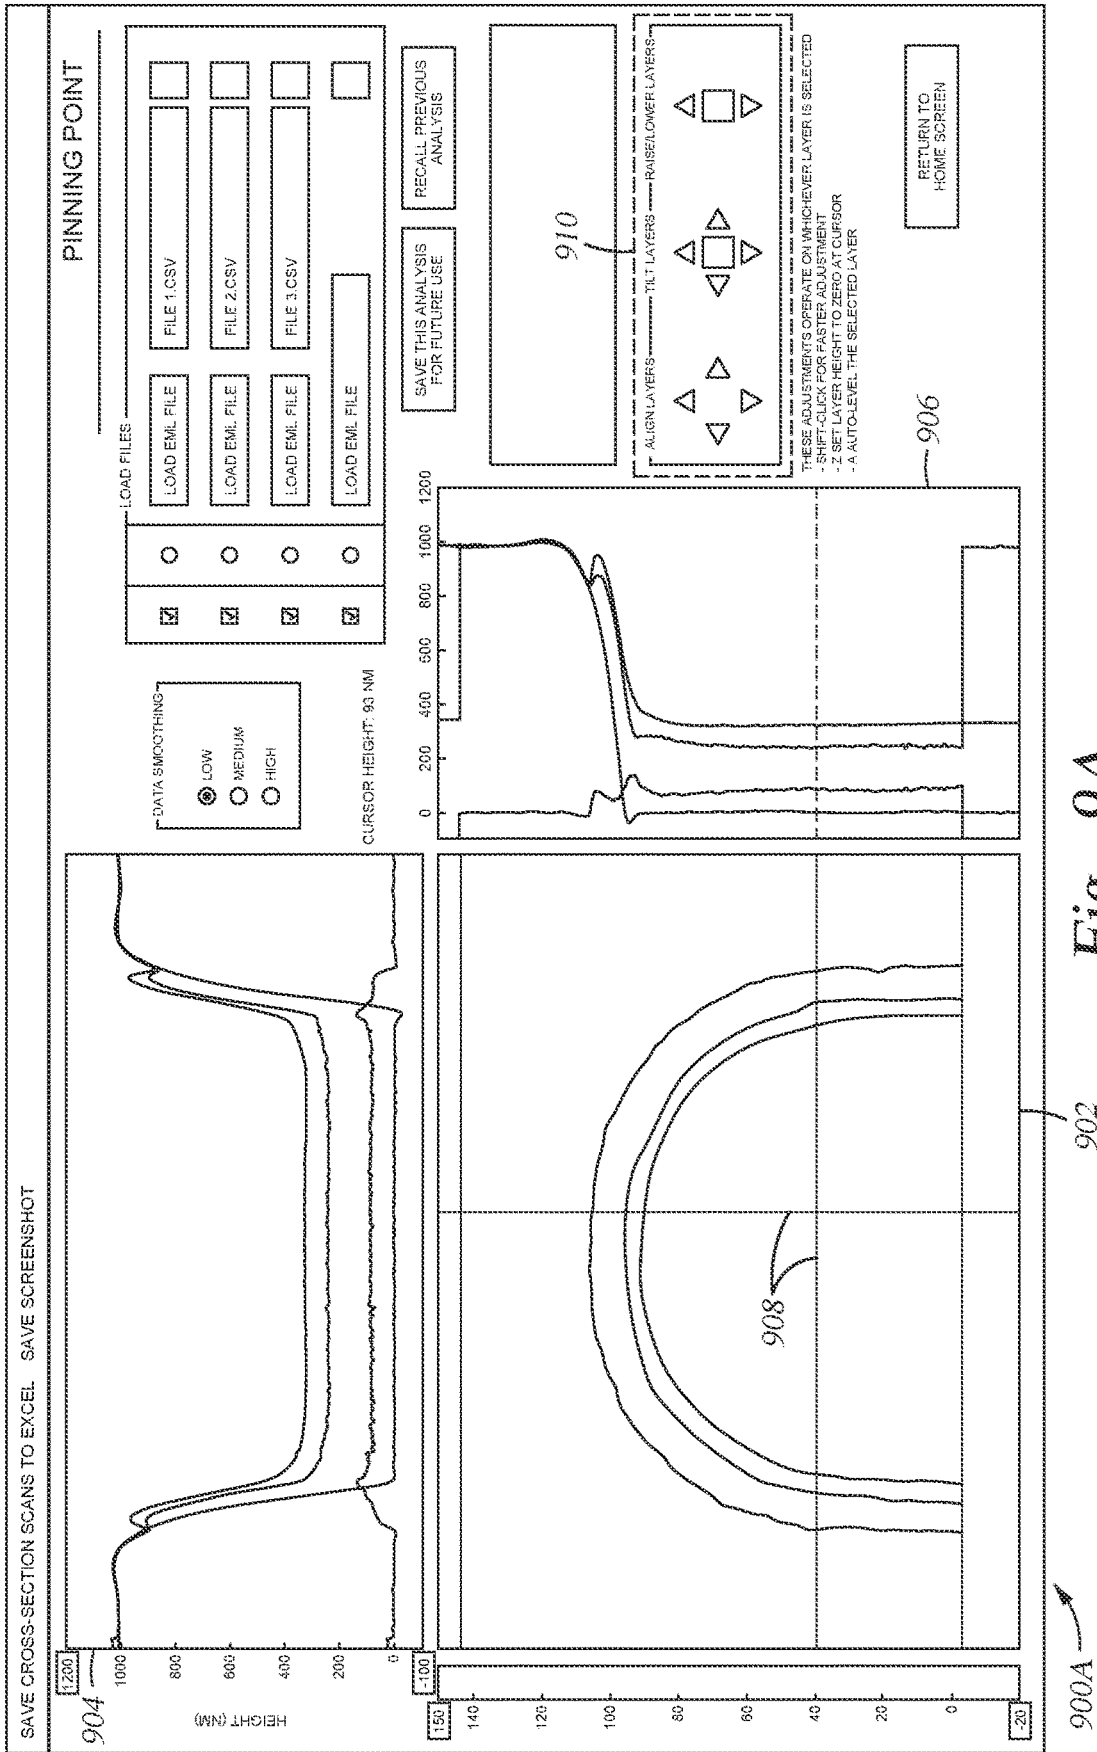 SAVE CROSS-SECTION SCANS TO EXCEL SAVE SCREENSHOT
PINNING POINT
1200
1000
800
600
400
200
0
-100
HEIGHT (NM)
904
DATA SMOOTHING
LOW
MEDIUM
HIGH
CURSOR HEIGHT: 93 NM
LOAD FILES
LOAD EML FILE
FILE 1.CSV
LOAD EML FILE
FILE 2.CSV
LOAD EML FILE
FILE 3.CSV
LOAD EML FILE
SAVE THIS ANALYSIS
FOR FUTURE USE
RECALL PREVIOUS
ANALYSIS
150
140
120
100
80
60
40
20
0
-20
908
902
0
200
400
600
800
1000
1200
906
910
ALIGN LAYERS
TILT LAYERS
RAISE/LOWER LAYERS
THESE ADJUSTMENTS OPERATE ON WHICHEVER LAYER IS SELECTED
- SHIFT-CLICK FOR FASTER ADJUSTMENT
- Z SET LAYER HEIGHT TO ZERO AT CURSOR
- A AUTO-LEVEL THE SELECTED LAYER
RETURN TO
HOME SCREEN
900A
Fig. 9A